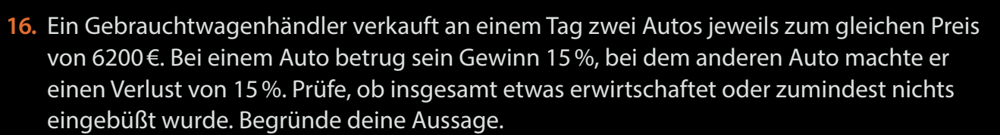 16. Ein Gebrauchtwagenhändler verkauft an einem Tag zwei Autos jeweils zum gleichen Preis
von 6200 €. Bei einem Auto betrug sein Gewinn 15 %, bei dem anderen Auto machte er
einen Verlust von 15 %. Prüfe, ob insgesamt etwas erwirtschaftet oder zumindest nichts
eingebüßt wurde. Begründe deine Aussage.